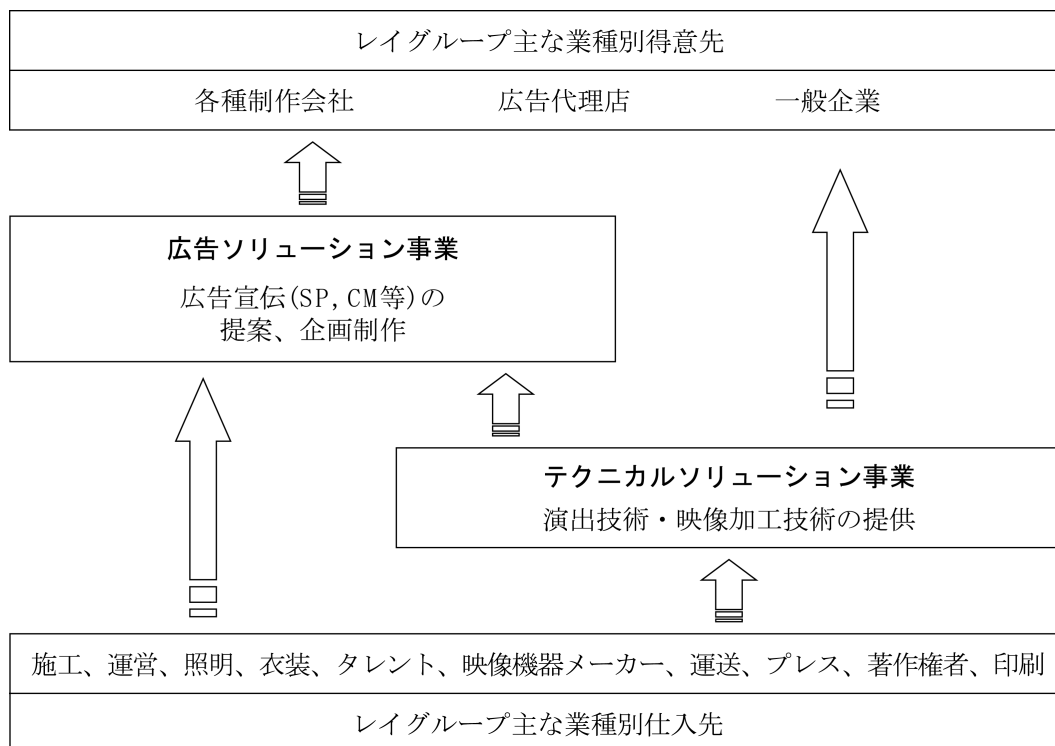 レイグループ主な業種別得意先
各種制作会社 広告代理店 一般企業
広告ソリューション事業
広告宣伝(SP,CM等)の
提案、企画制作
テクニカルソリューション事業
演出技術・映像加工技術の提供
施工、運営、照明、衣装、タレント、映像機器メーカー、運送、プレス、著作権者、印刷
レイグループ主な業種別仕入先